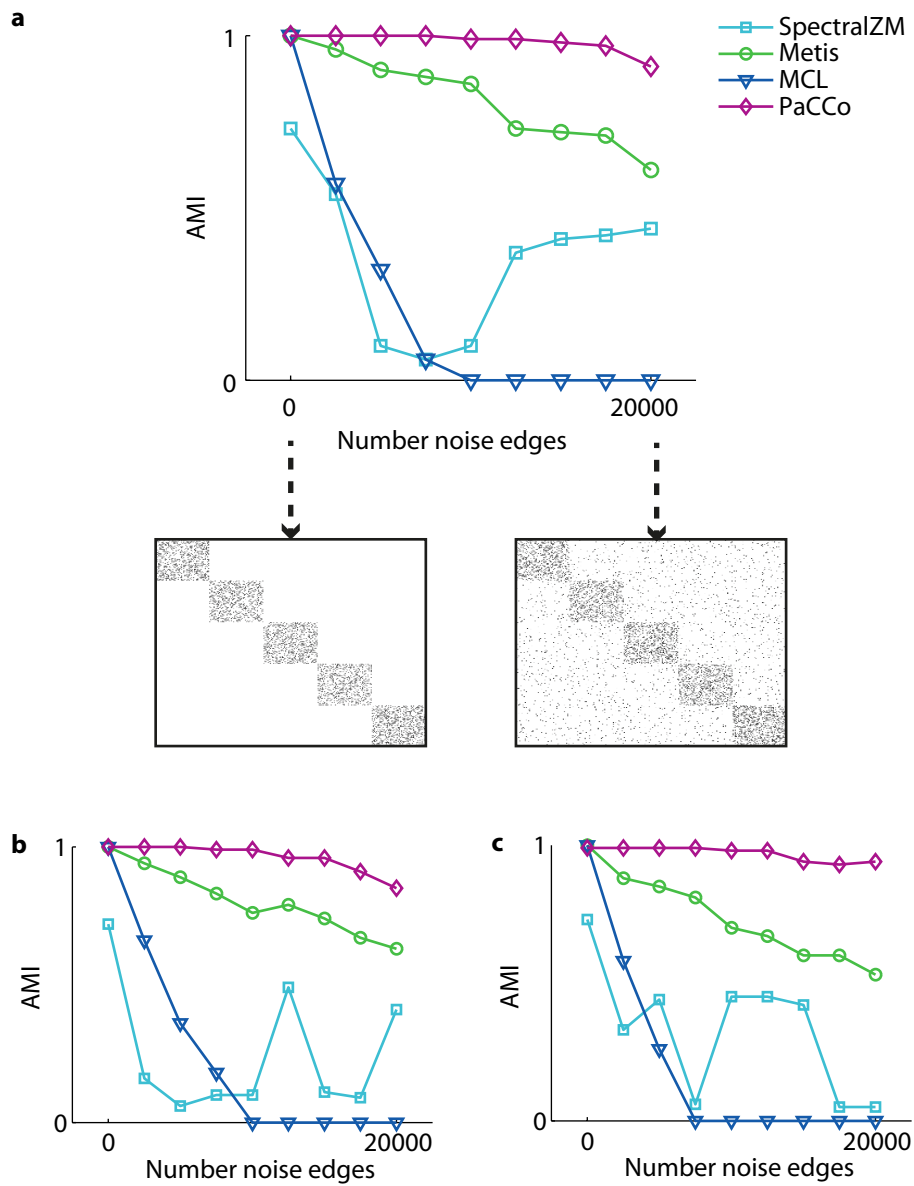 a
SpectralZM
Metis
MCL
PaCCo
1
AMI
0
0
20000
Number noise edges
b
1
AMI
0
0
20000
Number noise edges
c
1
AMI
0
0
20000
Number noise edges